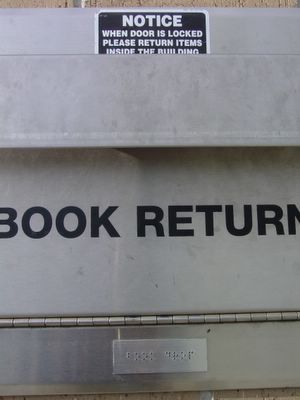 NOTICE
WHEN DOOR IS LOCKED
PLEASE RETURN ITEMS
INSIDE THE BUILDING
BOOK RETURN